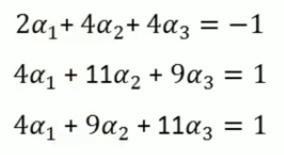 2α₁+ 4α₂+ 4α₃ = −1
4α₁ + 11α₂ + 9α₃ = 1
4α₁ + 9α₂ + 11α₃ = 1